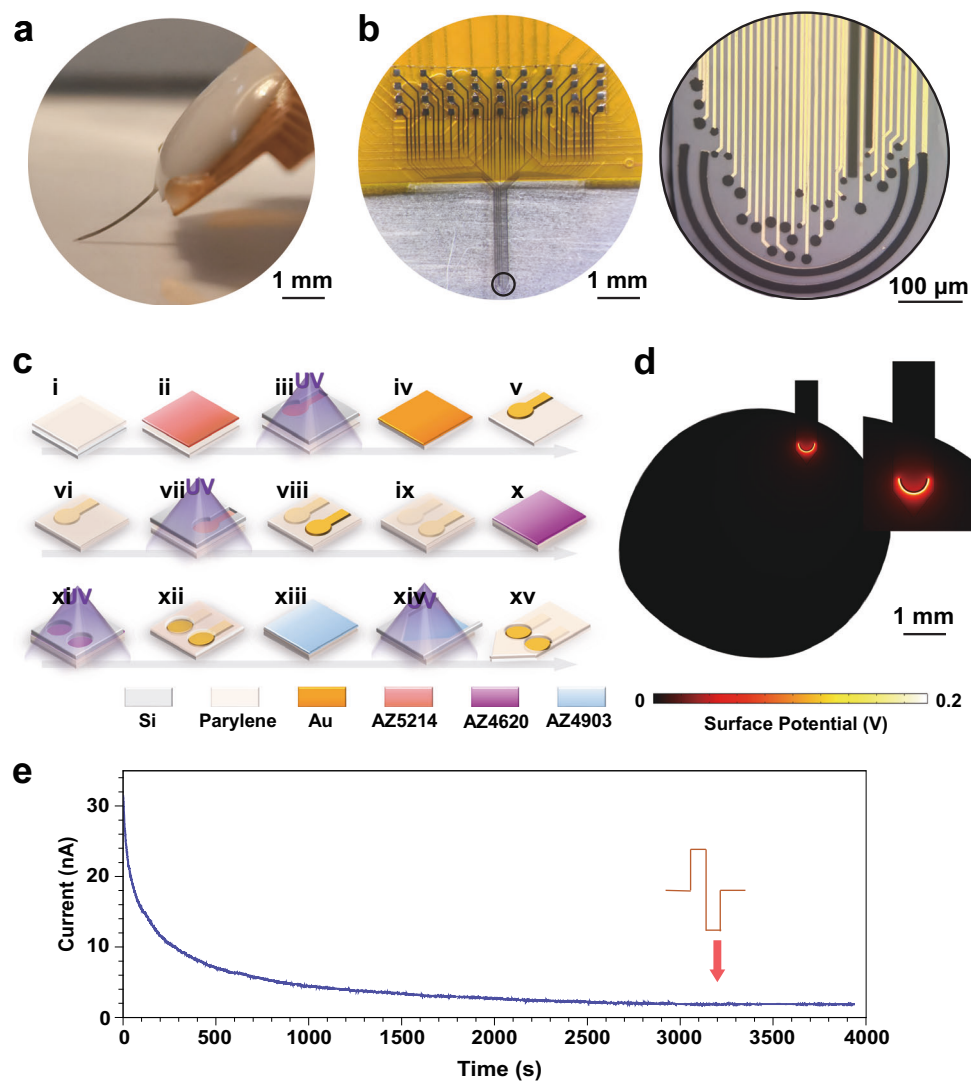 a
b
1 mm
1 mm
100 µm
c
d
i
ii
iii
UV
iv
v
vi
vii
UV
viii
ix
x
xi
UV
xii
xiii
xiv
UV
xv
1 mm
Si
Parylene
Au
AZ5214
AZ4620
AZ4903
0
0.2
Surface Potential (V)
e
30
20
10
0
Current (nA)
0
500
1000
1500
2000
2500
3000
3500
4000
Time (s)